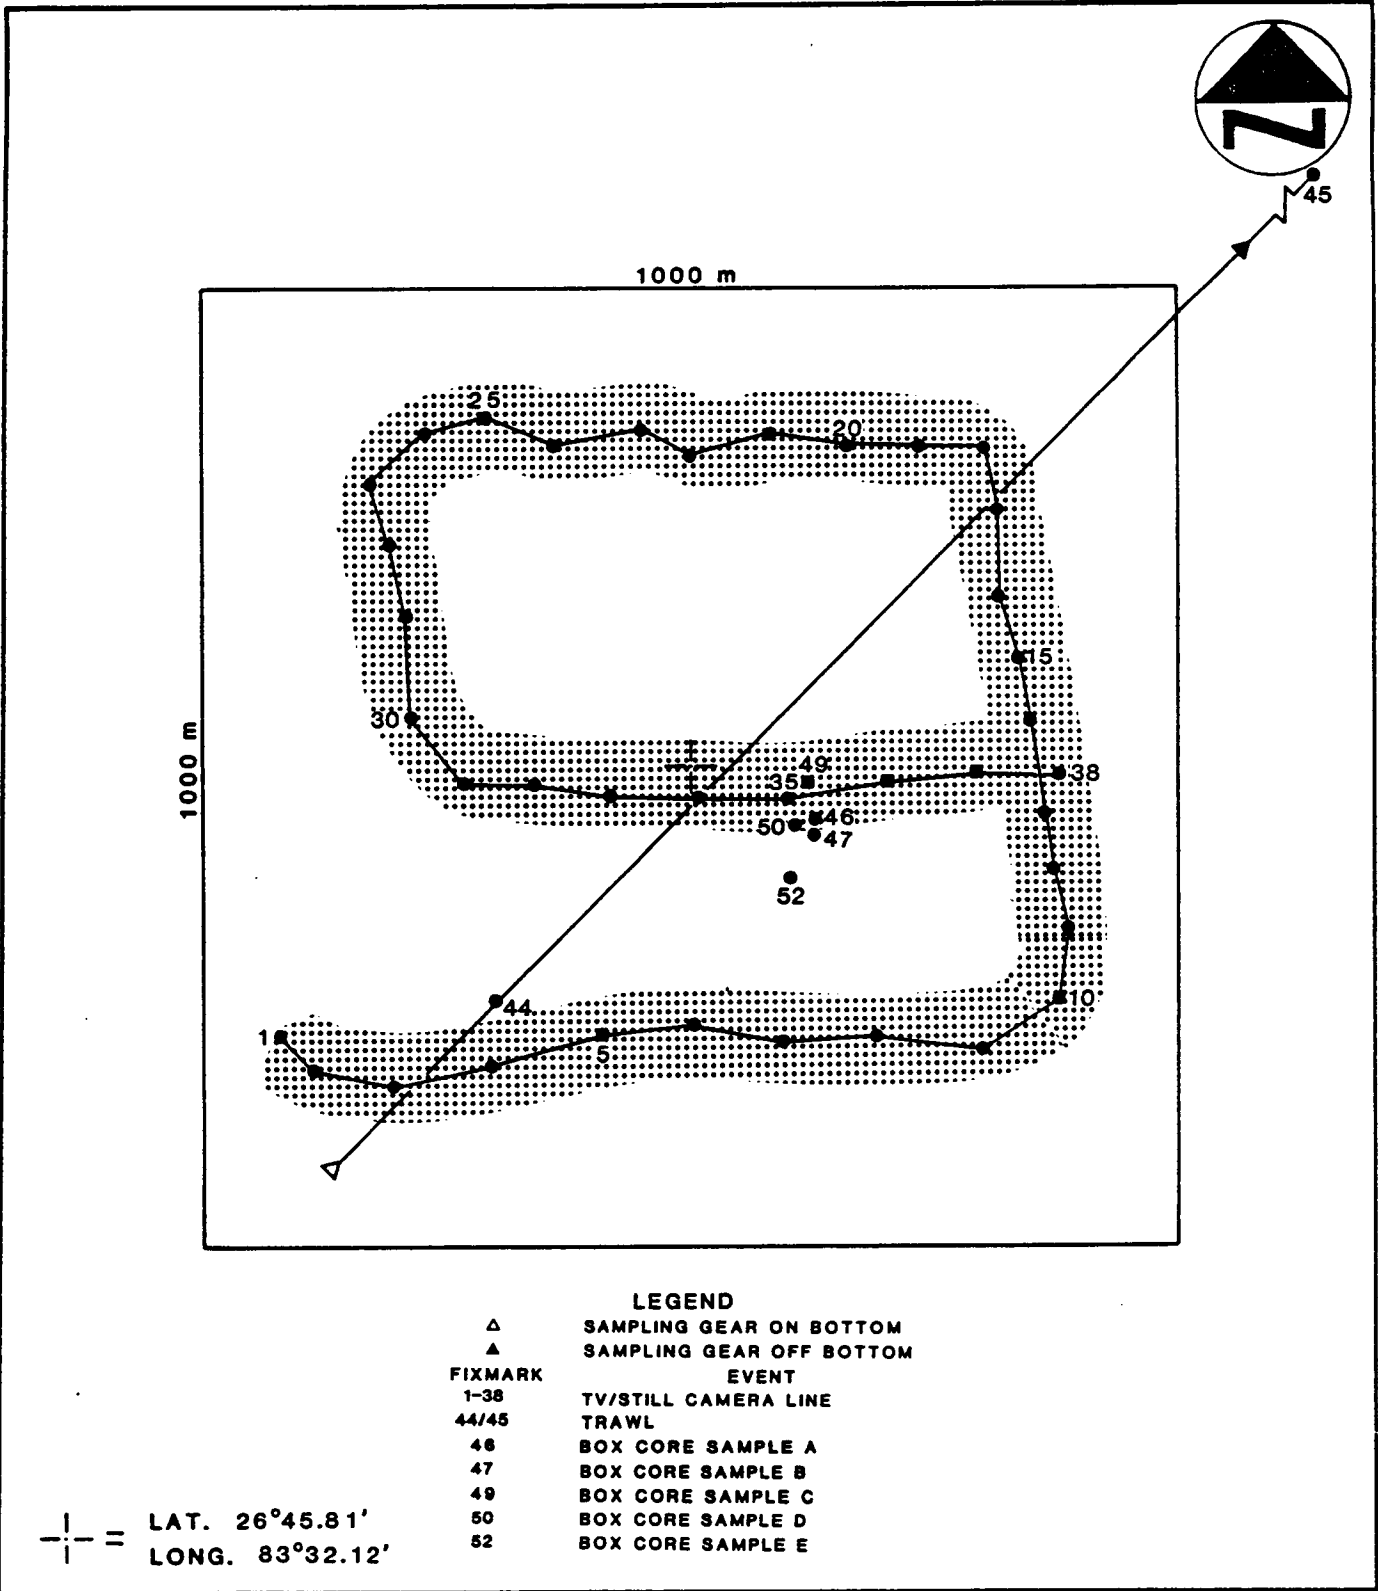 N
45
1000 m
25
20
15
30
1000 m
49
35
38
50
46
47
52
44
10
1
5
LEGEND
△ SAMPLING GEAR ON BOTTOM
▲ SAMPLING GEAR OFF BOTTOM
FIXMARK EVENT
1-38 TV/STILL CAMERA LINE
44/45 TRAWL
46 BOX CORE SAMPLE A
47 BOX CORE SAMPLE B
49 BOX CORE SAMPLE C
50 BOX CORE SAMPLE D
52 BOX CORE SAMPLE E
= LAT. 26°45.81'
LONG. 83°32.12'